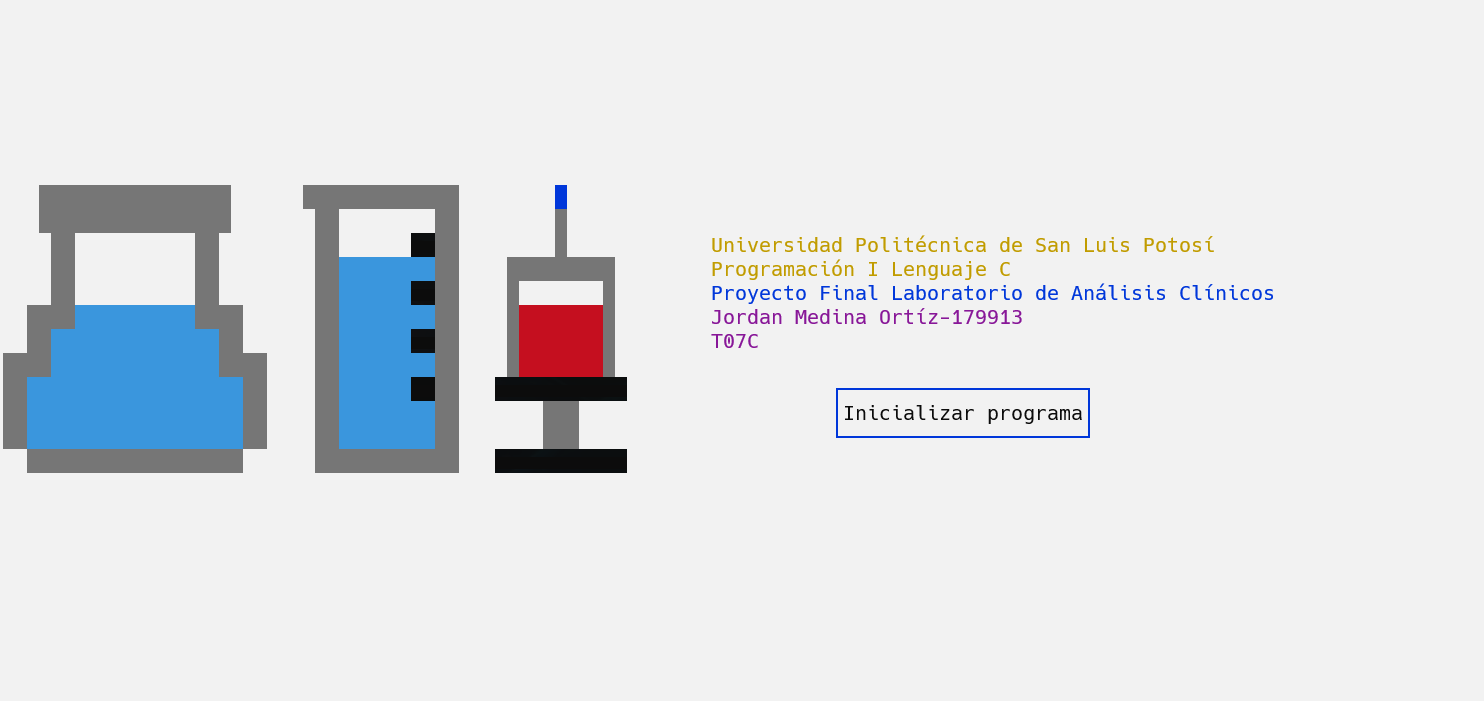 Universidad Politécnica de San Luis Potosí
Programación I Lenguaje C
Proyecto Final Laboratorio de Análisis Clínicos
Jordan Medina Ortíz-179913
T07C
Inicializar programa